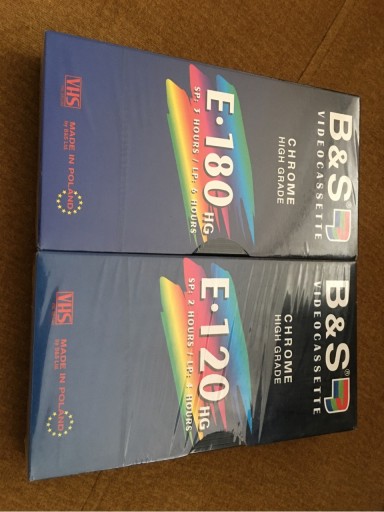 B&S
VIDEOCASSETTE
CHROME
HIGH GRADE
E·180 HG
SP: 3 HOURS / LP: 6 HOURS
VHS
MADE IN POLAND
B&S®
VIDEOCASSETTE
CHROME
HIGH GRADE
E·120 HG
SP: 2 HOURS / LP: 4 HOURS
VHS
MADE IN POLAND